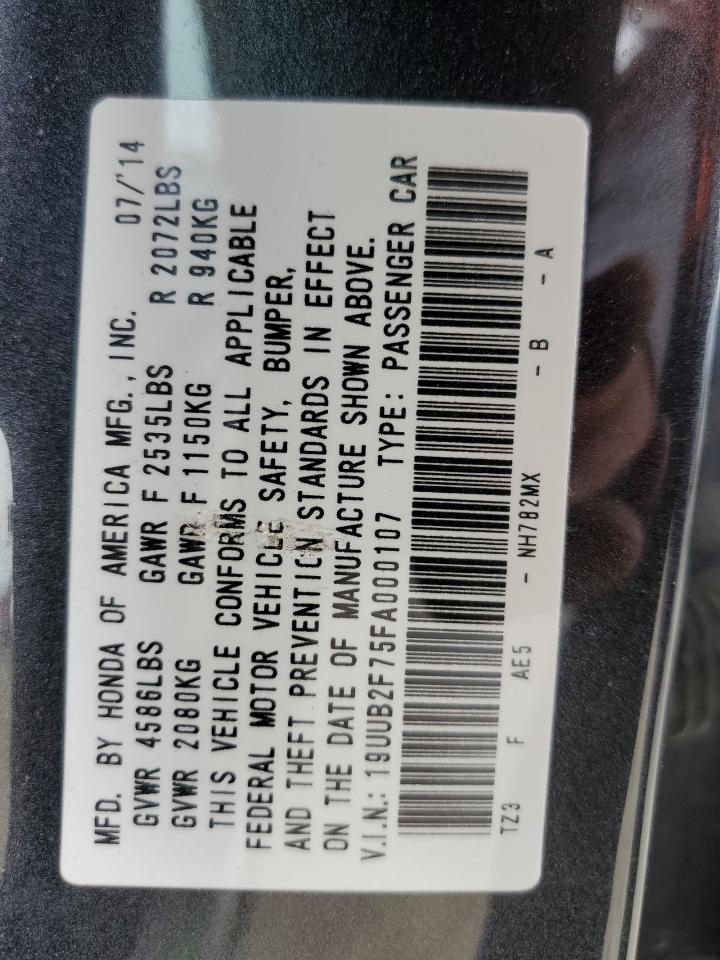 MFD. BY HONDA OF AMERICA MFG., INC. 07/'14
GVWR 4586LBS GAWR F 2535LBS R 2072LBS
GVWR 2080KG GAWR F 1150KG R 940KG
THIS VEHICLE CONFORMS TO ALL APPLICABLE
FEDERAL MOTOR VEHICLE SAFETY, BUMPER,
AND THEFT PREVENTION STANDARDS IN EFFECT
ON THE DATE OF MANUFACTURE SHOWN ABOVE.
V.I.N.: 19UUB2F75FA000107 TYPE: PASSENGER CAR
TZ3 F AE5 - NH782MX - B - A